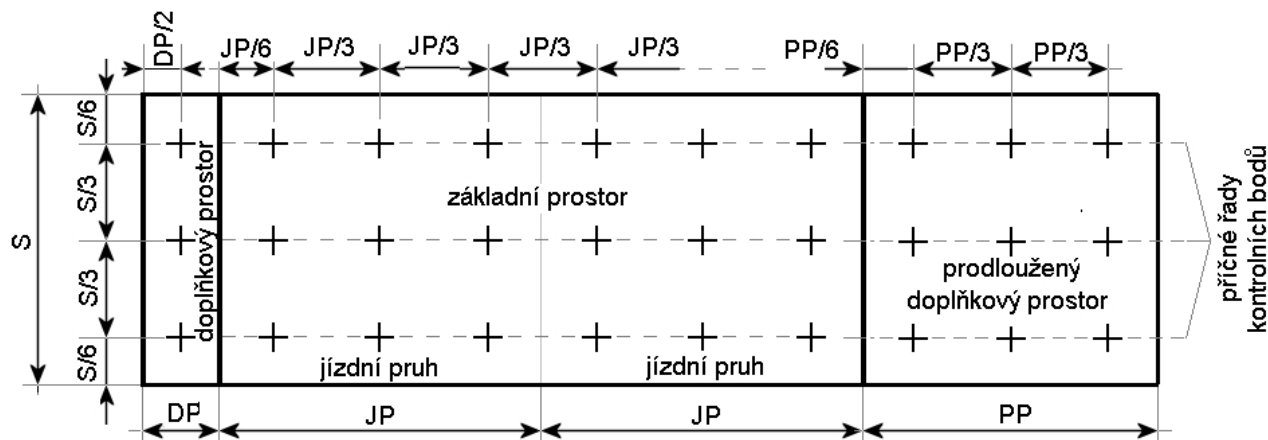 DP/2
JP/6
JP/3
JP/3
JP/3
JP/3
PP/6
PP/3
PP/3
S
S/6
S/3
S/3
S/6
doplňkový prostor
základní prostor
prodloužený
doplňkový prostor
příčné řady
kontrolních bodů
jízdní pruh
jízdní pruh
DP
JP
JP
PP